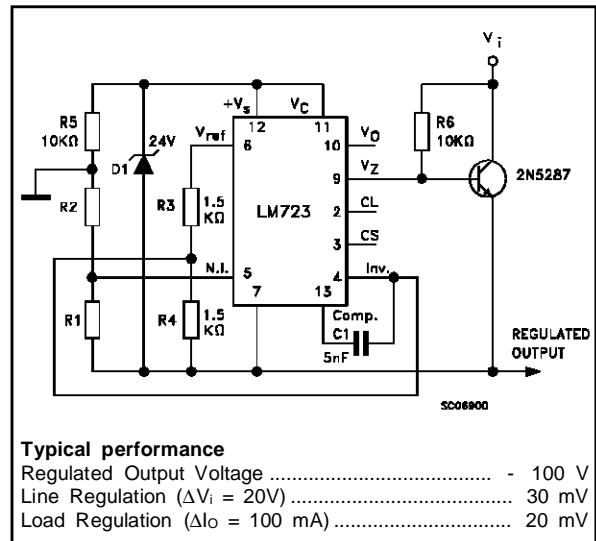 V i
+Vs
VC
R5
10KΩ
24V
D1
Vref
12
11
6
10
VO
R6
10KΩ
9
VZ
2N5287
R2
R3
1.5
KΩ
LM723
2
CL
3
CS
N.I.
5
4
Inv.
R1
R4
1.5
KΩ
7
13
Comp.
C1
5nF
REGULATED
OUTPUT
SC06900
Typical performance
Regulated Output Voltage ....................................... - 100 V
Line Regulation (ΔVi = 20V) .................................... 30 mV
Load Regulation (ΔIO = 100 mA) ................................ 20 mV